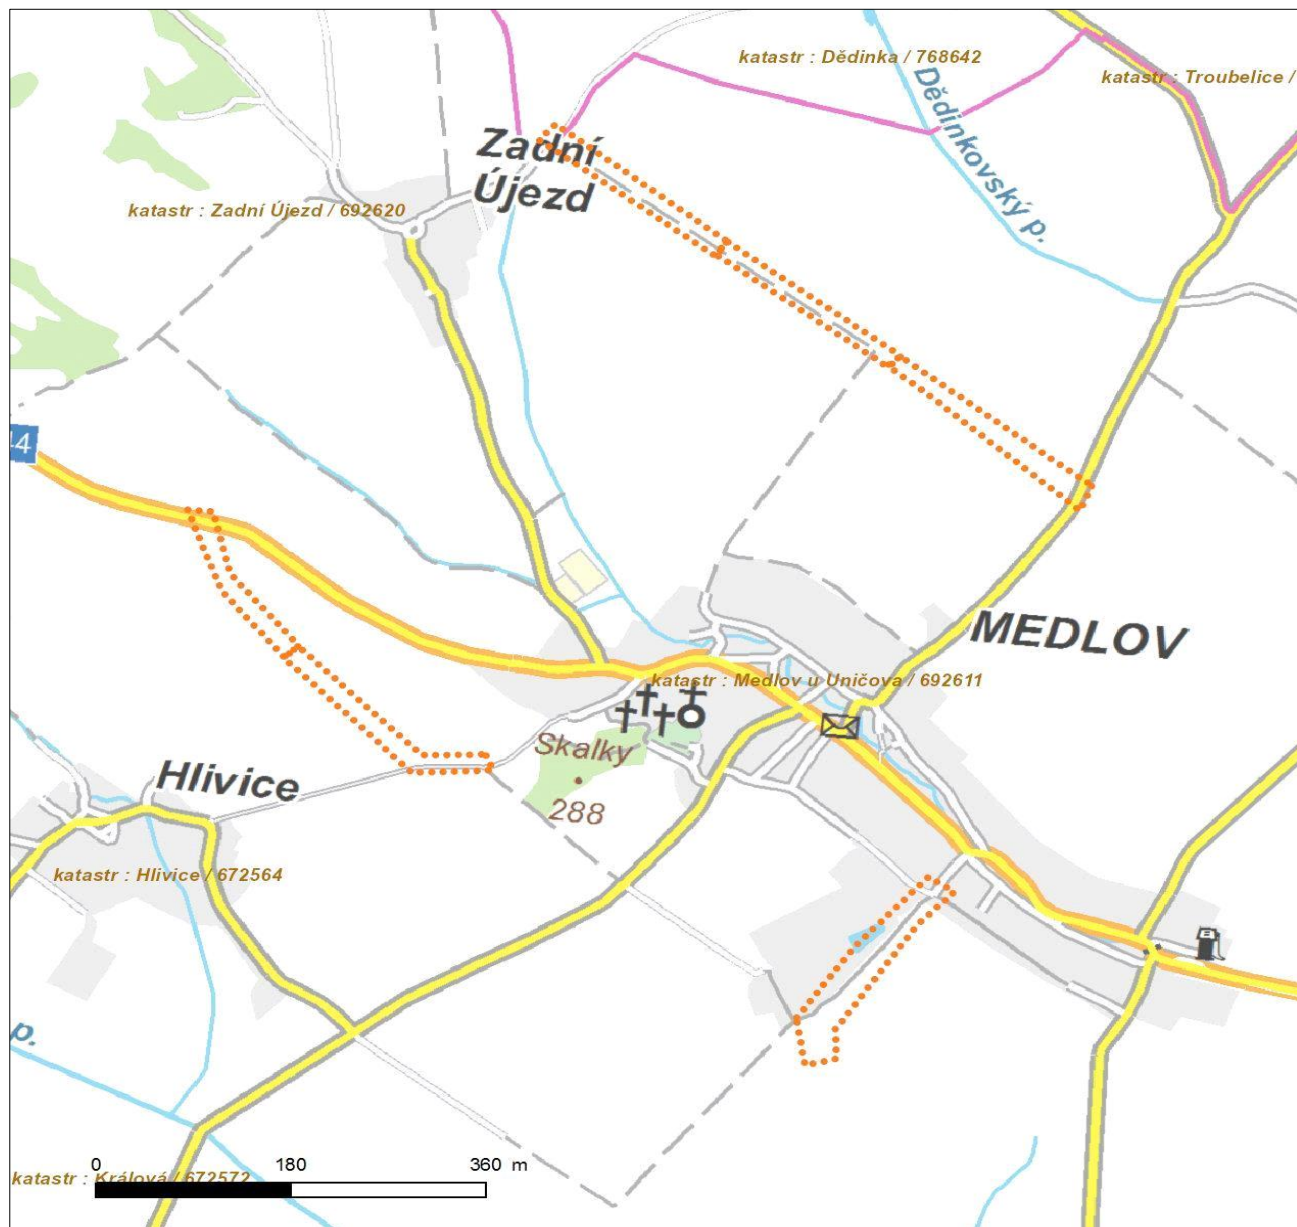 katastr : Dědinka / 768642
katastr : Troubelice /
Dědinkovský p.
Zadní
Újezd
katastr : Zadní Újezd / 692620
44
MEDLOV
katastr : Medlov u Uničova / 692611
Skalky
288
Hlivice
katastr : Hlivice / 672564
p.
0 180 360 m
katastr : Králová / 672572